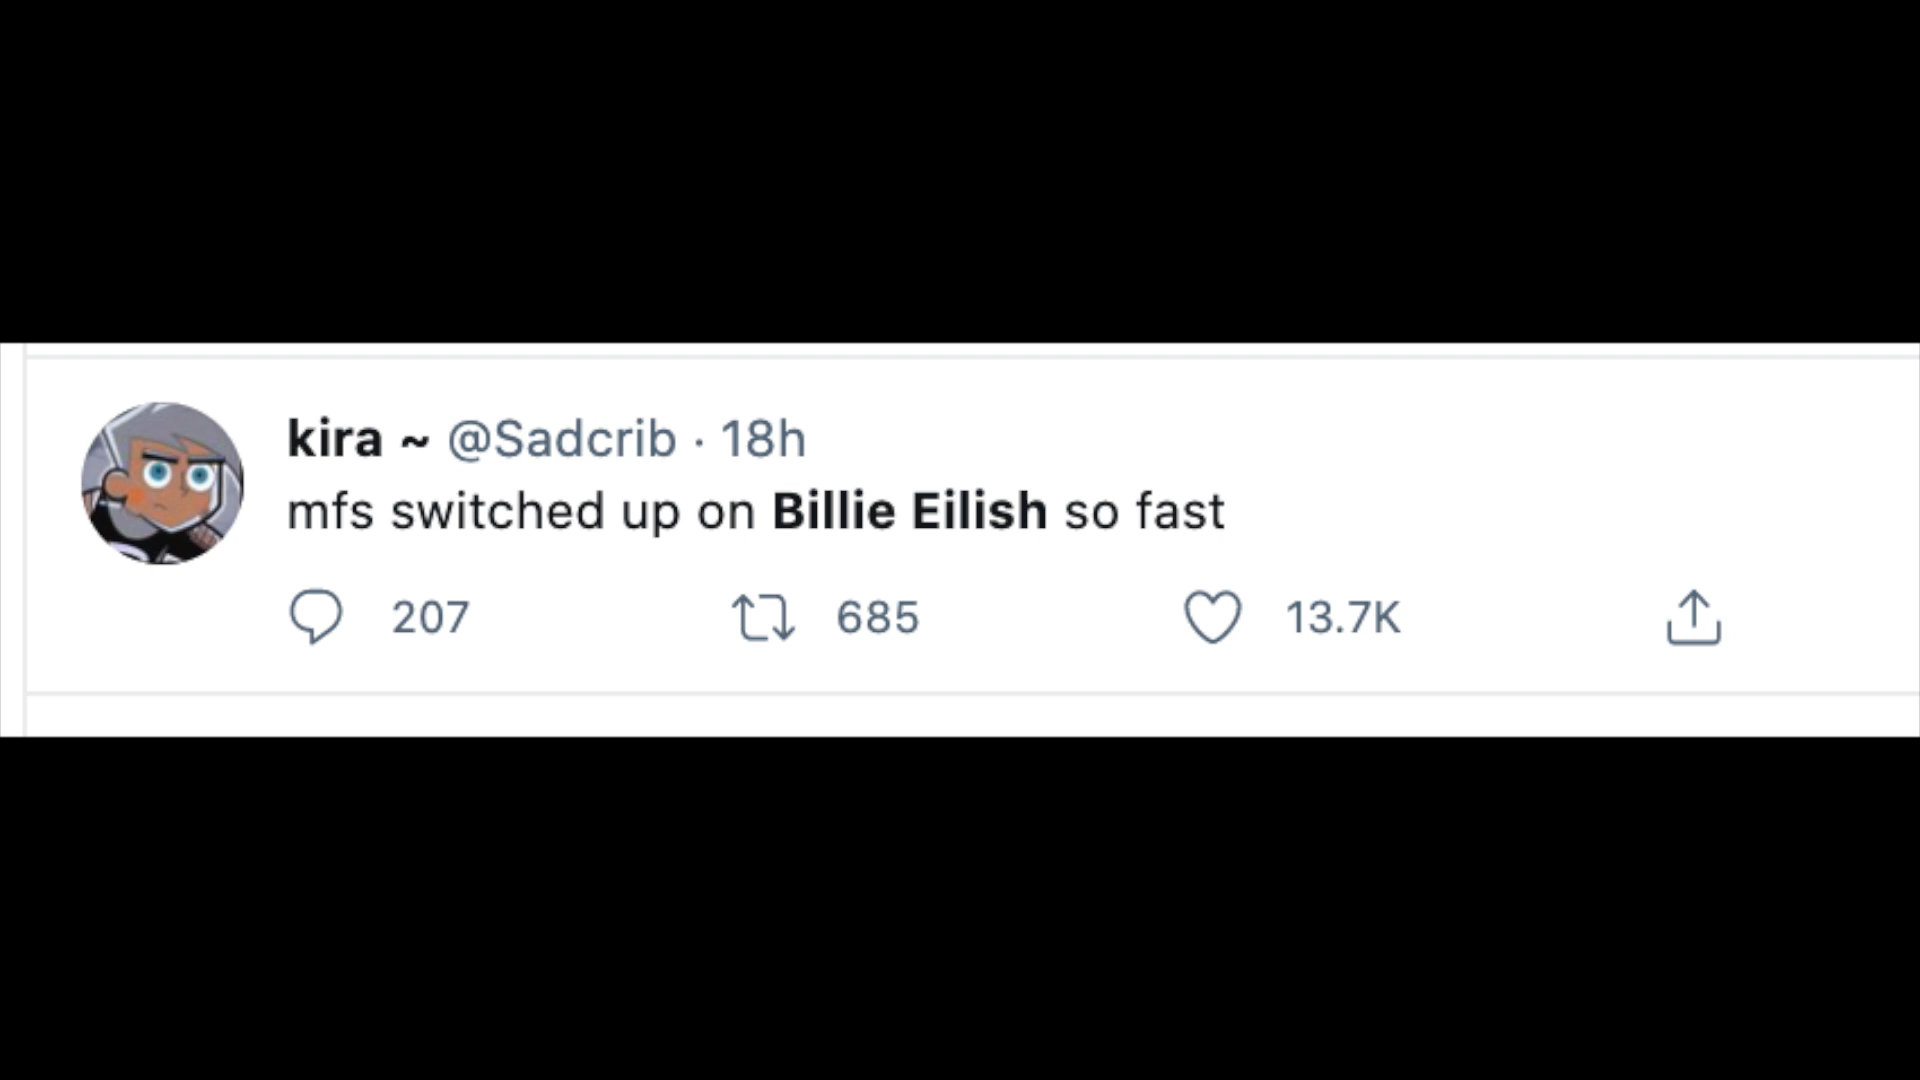 kira ~ @Sadcrib · 18h
mfs switched up on Billie Eilish so fast
207 685 13.7K